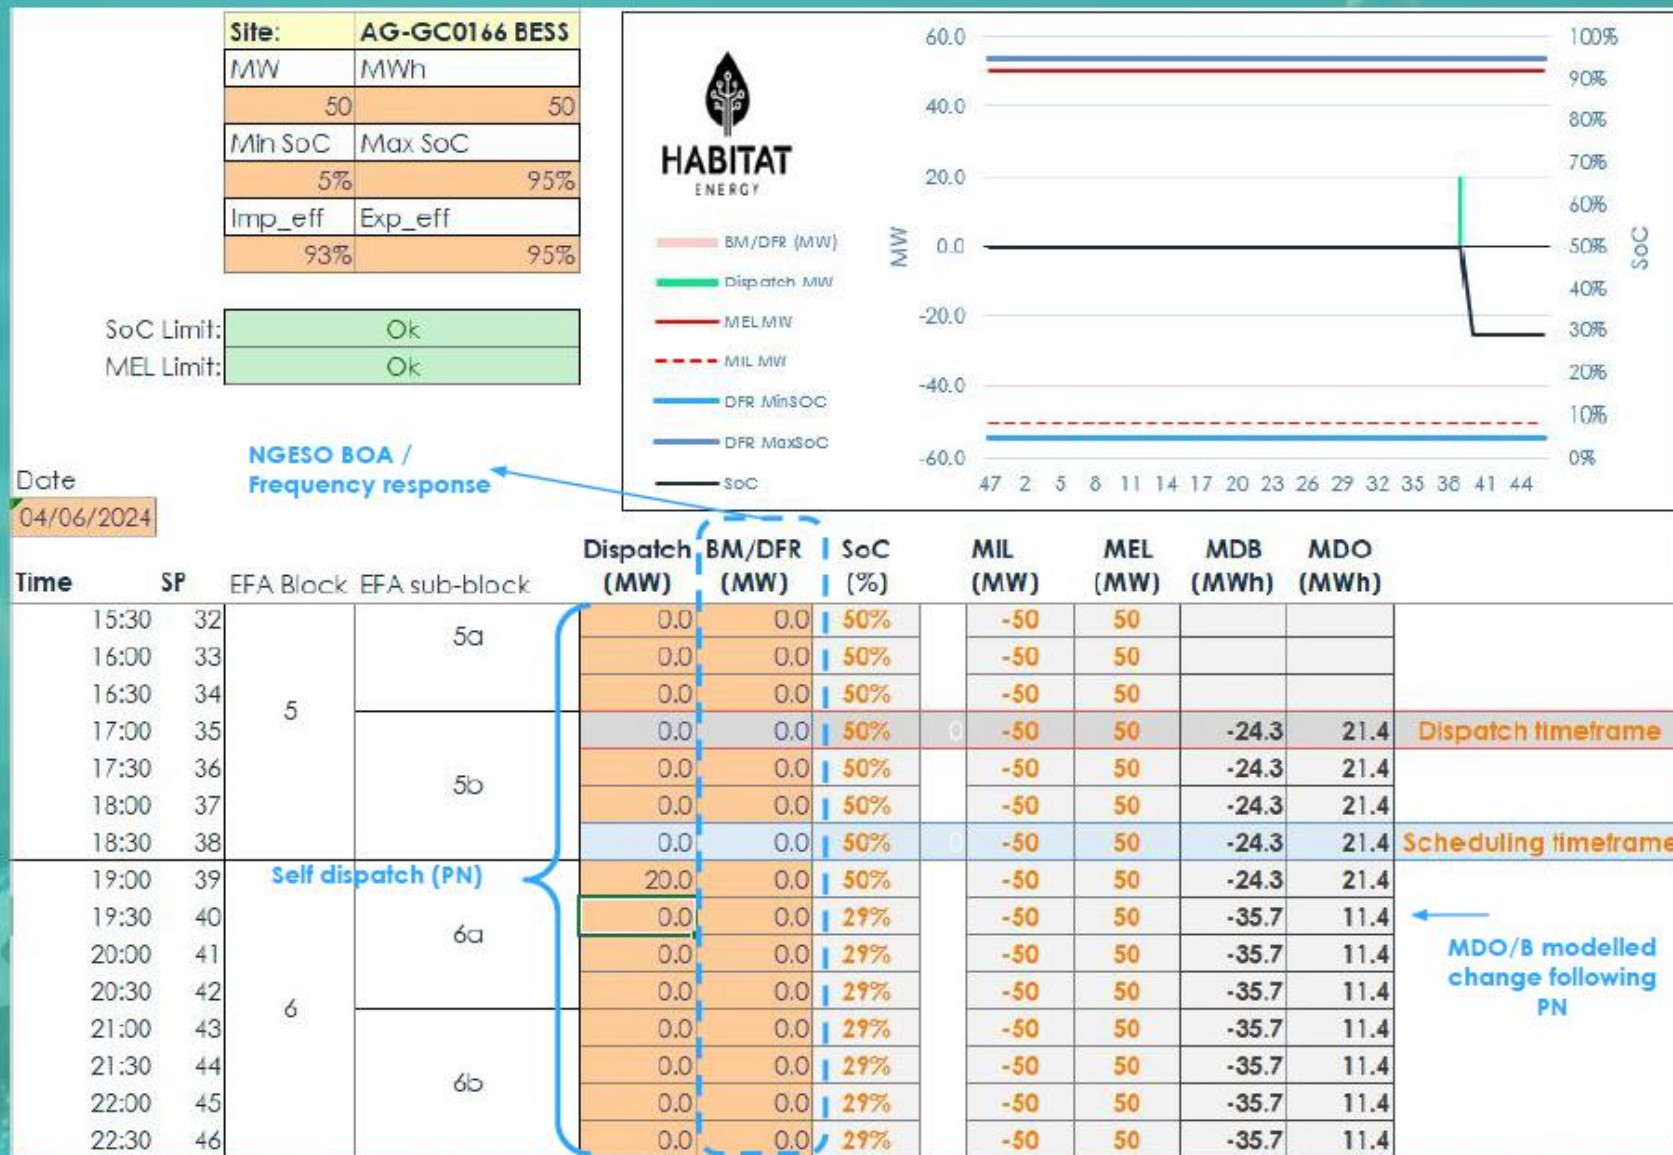 Site: AG-GC0166 BESS
MW MWh
50 50
Min SoC Max SoC
5% 95%
Imp_eff Exp_eff
93% 95%
SoC Limit: Ok
MEL Limit: Ok
HABITAT
ENERGY
BM/DFR (MW)
Dispatch MW
MEL MW
MIL MW
DFR MinSOC
DFR MaxSoC
SoC
MW
60.0
40.0
20.0
0.0
-20.0
-40.0
-60.0
100%
90%
80%
70%
60%
50%
40%
30%
20%
10%
0%
SoC
47 2 5 8 11 14 17 20 23 26 29 32 35 38 41 44
NGESO BOA /
Frequency response
Date
04/06/2024
Time SP EFA Block EFA sub-block Dispatch (MW) BM/DFR (MW) SoC (%) MIL (MW) MEL (MW) MDB (MWh) MDO (MWh)
15:30 32 5 5a 0.0 0.0 50% -50 50
16:00 33 0.0 0.0 50% -50 50
16:30 34 0.0 0.0 50% -50 50
17:00 35 5b 0.0 0.0 50% 0 -50 50 -24.3 21.4 Dispatch timeframe
17:30 36 0.0 0.0 50% -50 50 -24.3 21.4
18:00 37 0.0 0.0 50% -50 50 -24.3 21.4
18:30 38 0.0 0.0 50% 0 -50 50 -24.3 21.4 Scheduling timeframe
19:00 39 6 6a 20.0 0.0 50% -50 50 -24.3 21.4
19:30 40 0.0 0.0 29% -50 50 -35.7 11.4
20:00 41 0.0 0.0 29% -50 50 -35.7 11.4
20:30 42 0.0 0.0 29% -50 50 -35.7 11.4
21:00 43 6b 0.0 0.0 29% -50 50 -35.7 11.4
21:30 44 0.0 0.0 29% -50 50 -35.7 11.4
22:00 45 0.0 0.0 29% -50 50 -35.7 11.4
22:30 46 0.0 0.0 29% -50 50 -35.7 11.4
Self dispatch (PN)
MDO/B modelled
change following
PN